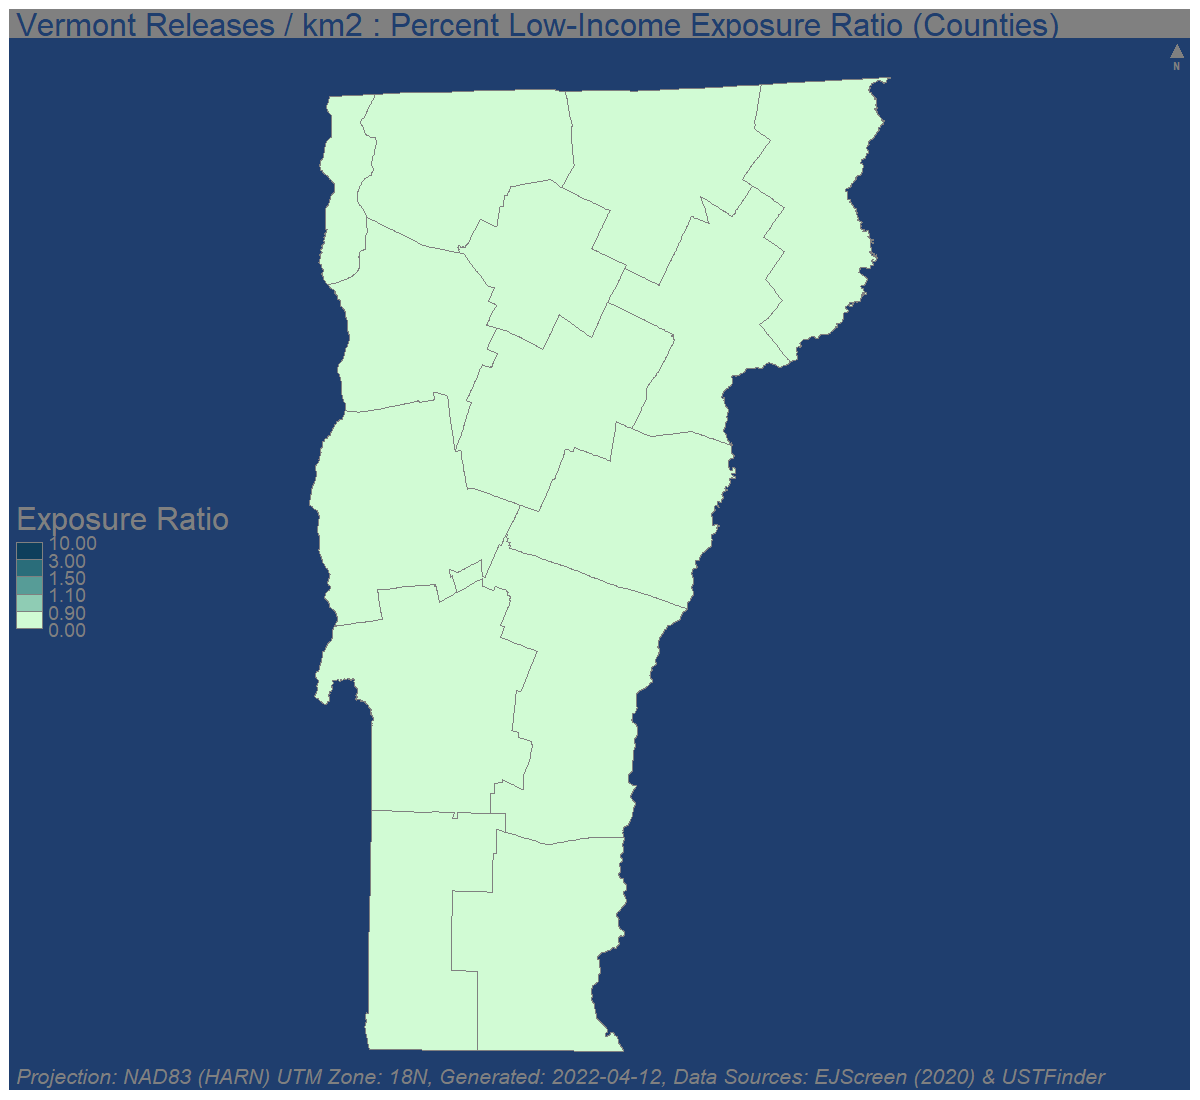 Vermont Releases / km2 : Percent Low-Income Exposure Ratio (Counties)
N
Exposure Ratio
10.00
3.00
1.50
1.10
0.90
0.00
Projection: NAD83 (HARN) UTM Zone: 18N, Generated: 2022-04-12, Data Sources: EJScreen (2020) & USTFinder